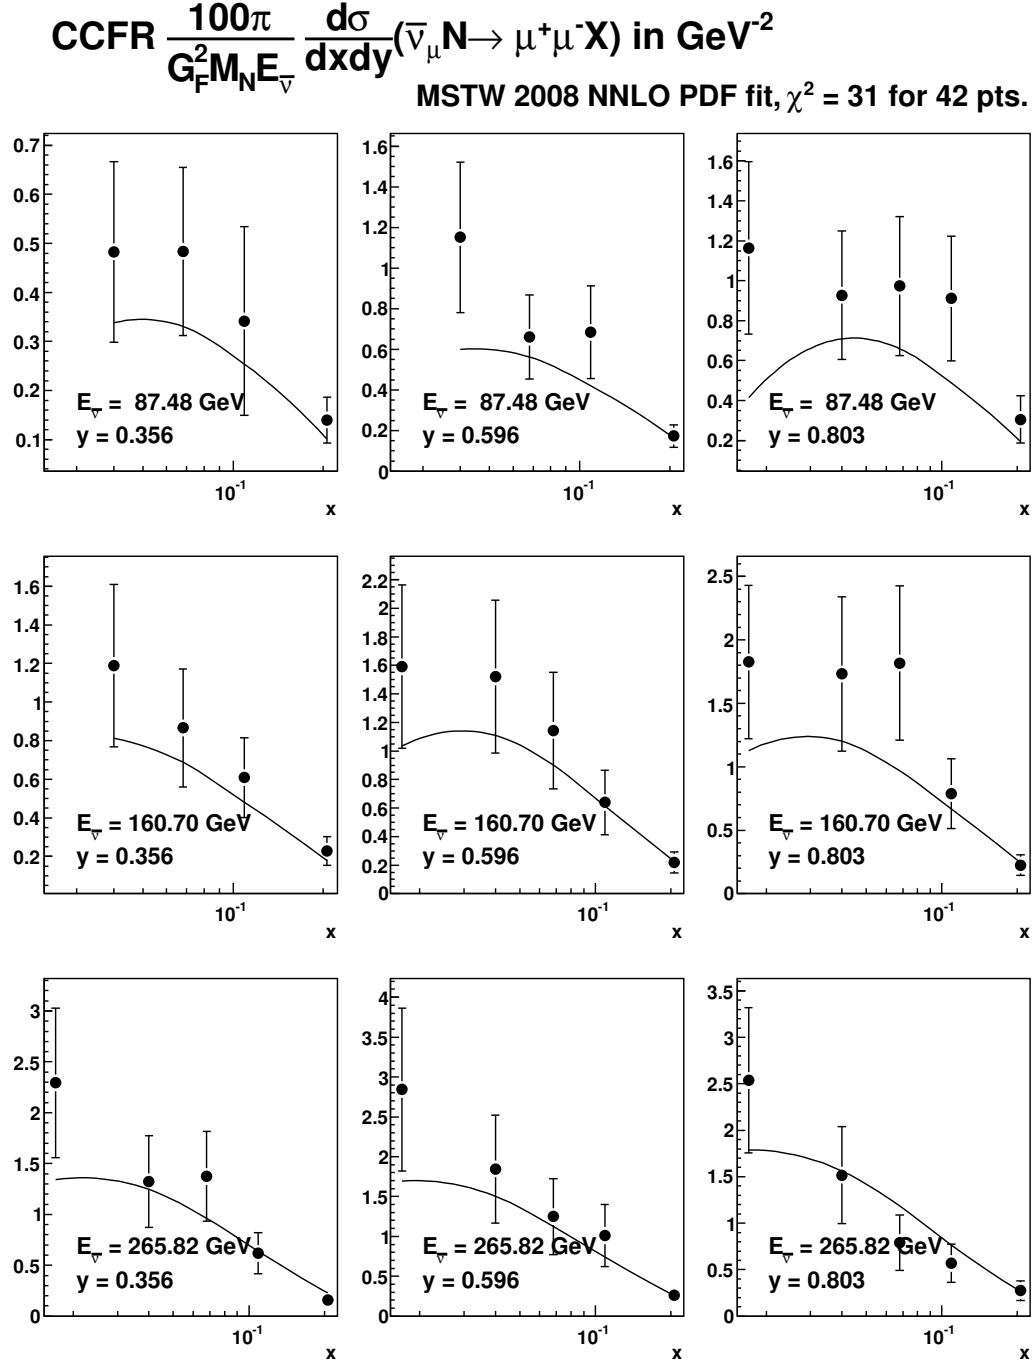 CCFR 100π/G_F^2 M_N E_ν̄ dσ/dxdy (ν̄_μ N → μ⁺μ⁻X) in GeV⁻²
MSTW 2008 NNLO PDF fit, χ² = 31 for 42 pts.
0.7
0.6
0.5
0.4
0.3
0.2
0.1
E_ν̄ = 87.48 GeV
y = 0.356
10⁻¹
x
1.6
1.4
1.2
1
0.8
0.6
0.4
0.2
0
E_ν̄ = 87.48 GeV
y = 0.596
10⁻¹
x
1.6
1.4
1.2
1
0.8
0.6
0.4
0.2
E_ν̄ = 87.48 GeV
y = 0.803
10⁻¹
x
1.6
1.4
1.2
1
0.8
0.6
0.4
0.2
E_ν̄ = 160.70 GeV
y = 0.356
10⁻¹
x
2.2
2
1.8
1.6
1.4
1.2
1
0.8
0.6
0.4
0.2
0
E_ν̄ = 160.70 GeV
y = 0.596
10⁻¹
x
2.5
2
1.5
1
0.5
0
E_ν̄ = 160.70 GeV
y = 0.803
10⁻¹
x
3
2.5
2
1.5
1
0.5
0
E_ν̄ = 265.82 GeV
y = 0.356
10⁻¹
x
4
3.5
3
2.5
2
1.5
1
0.5
0
E_ν̄ = 265.82 GeV
y = 0.596
10⁻¹
x
3.5
3
2.5
2
1.5
1
0.5
0
E_ν̄ = 265.82 GeV
y = 0.803
10⁻¹
x